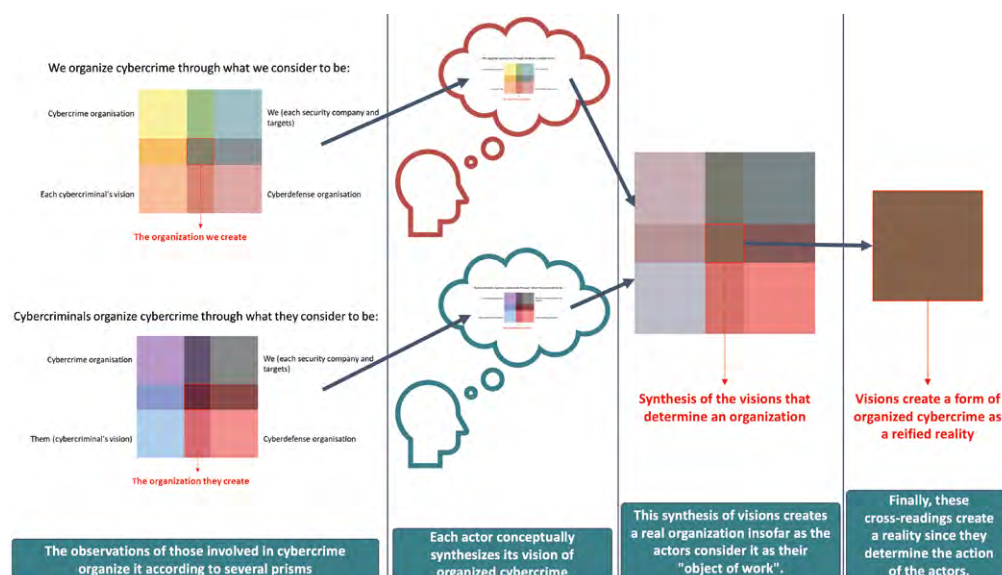 We organize cybercrime through what we consider to be:
Cybercrime organisation
We (each security company and
targets)
Each cybercriminal's vision
Cyberdefense organisation
The organization we create
Cybercriminals organize cybercrime through what they consider to be:
Cybercrime organisation
We (each security company and
targets)
Them (cybercriminal's vision)
Cyberdefense organisation
The organization they create
Synthesis of the visions that
determine an organization
Visions create a form of
organized cybercrime as
a reified reality
The observations of those involved in cybercrime
organize it according to several prisms
Each actor conceptually
synthesizes its vision of
organized cybercrime
This synthesis of visions creates
a real organization insofar as the
actors consider it as their
"object of work".
Finally, these
cross-readings create
a reality since they
determine the action
of the actors.